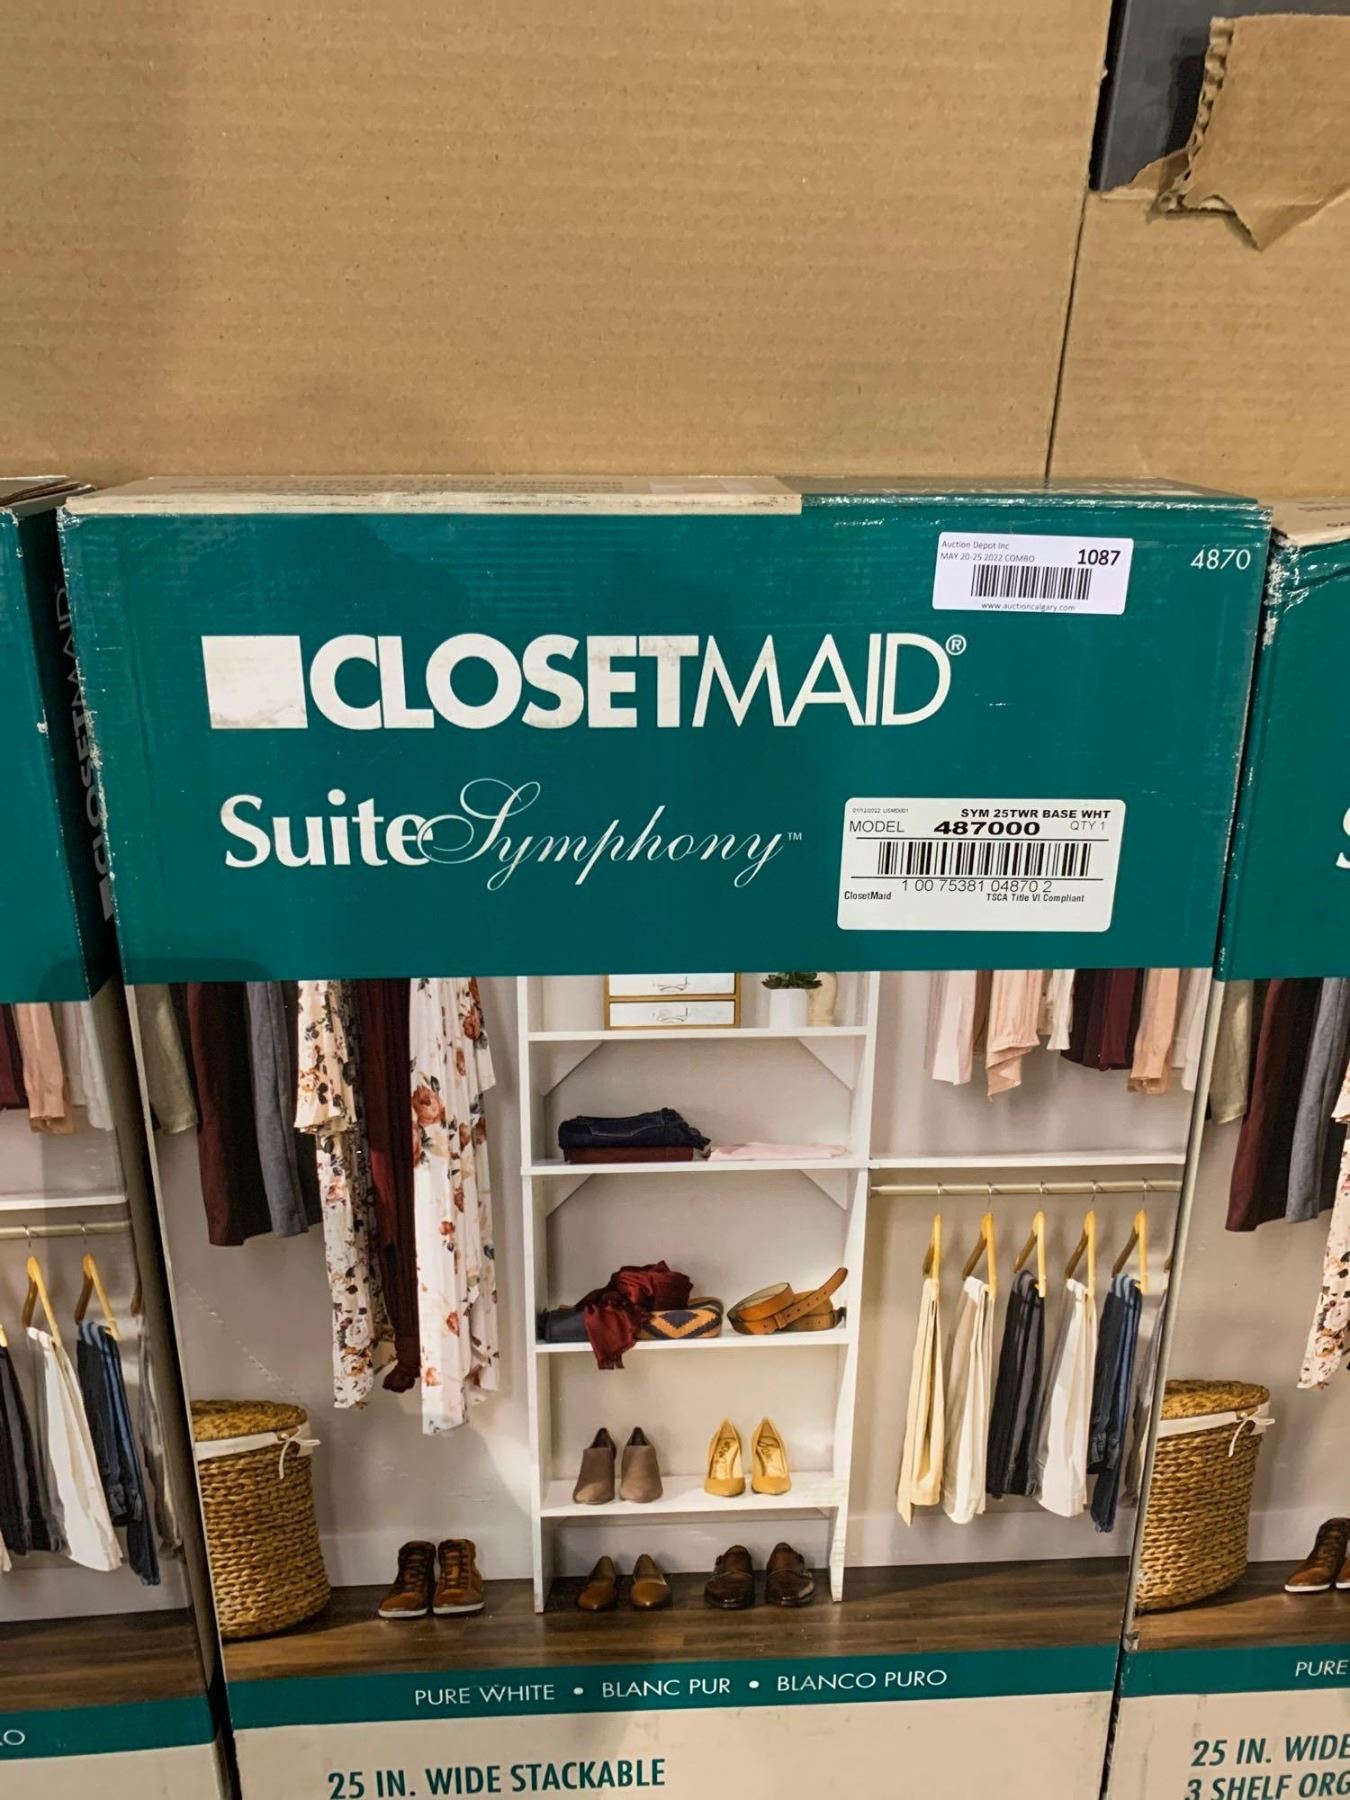 Auction Depot Inc
MAY 20-25 2022 COMBO
1087
www.auctioncalgary.com
4870
CLOSETMAID®
CLOSETMAID
Suite Symphony™
SYM 25TWR BASE WHT
MODEL 487000 QTY 1
1 00 75381 04870 2
ClosetMaid TSCA Title VI Compliant
PURE WHITE • BLANC PUR • BLANCO PURO
PURE
25 IN. WIDE STACKABLE
25 IN. WIDE
3 SHELF ORG